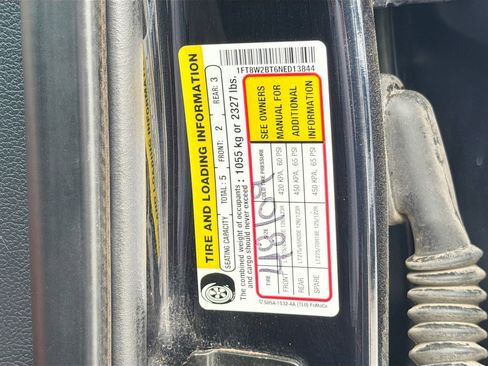 1FT8W2BT6NED13844
TIRE AND LOADING INFORMATION
SEATING CAPACITY TOTAL: 5 FRONT: 2 REAR: 3
The combined weight of occupants
and cargo should never exceed: 1055 kg or 2327 lbs.
TIRE SIZE PRESSURE
FRONT 420 KPA, 60 PSI
REAR 450 KPA, 65 PSI
SPARE 450 KPA, 65 PSI
SEE OWNERS
MANUAL FOR
ADDITIONAL
INFORMATION